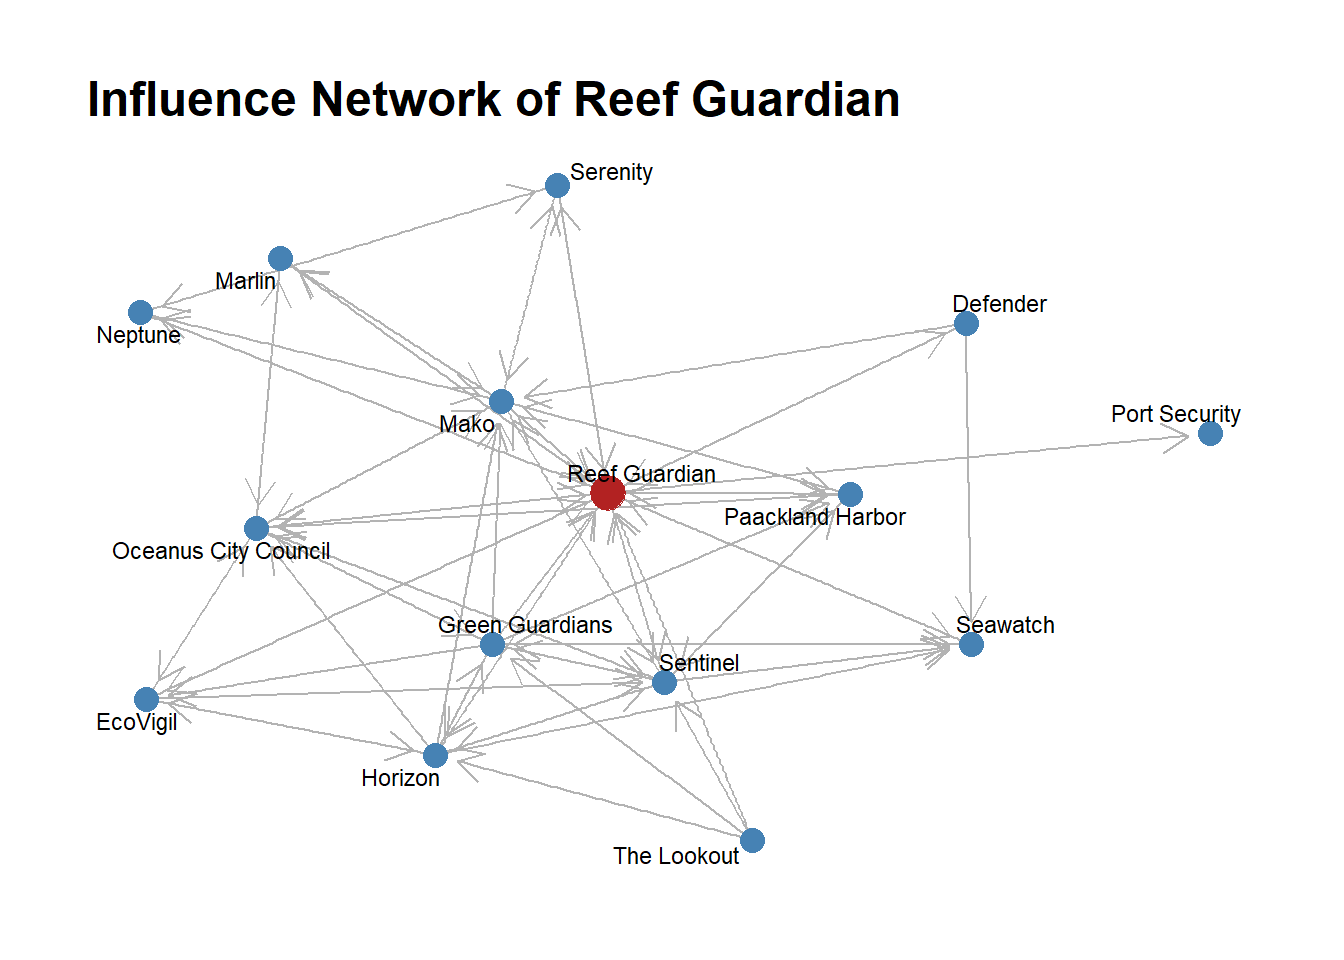 Influence Network of Reef Guardian
Serenity
Marlin
Defender
Neptune
Port Security
Mako
Reef Guardian
Paackland Harbor
Oceanus City Council
Green Guardians
Seawatch
Sentinel
EcoVigil
Horizon
The Lookout